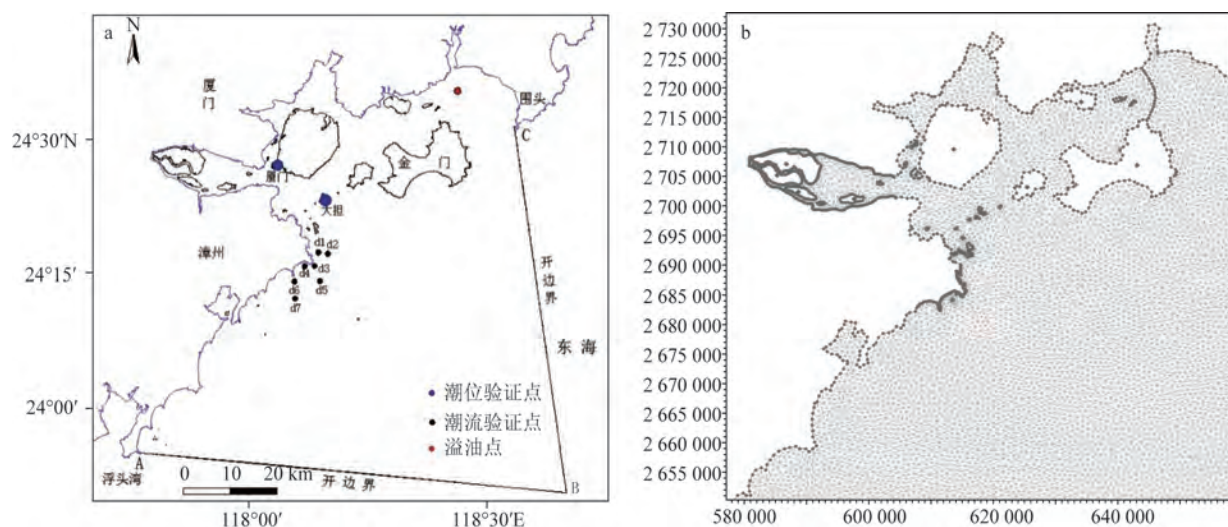 a
N
厦
门
围头
C
24°30′N
金 门
厦门
大担
漳州
d1
d2
24°15′
d4
d3
d6
d5
d7
开边界
东海
潮位验证点
24°00′
潮流验证点
溢油点
A
0 10 20 km
浮头海
开边界
B
118°00′
118°30′E
b
2 730 000
2 725 000
2 720 000
2 715 000
2 710 000
2 705 000
2 700 000
2 695 000
2 690 000
2 685 000
2 680 000
2 675 000
2 670 000
2 665 000
2 660 000
2 655 000
580 000
600 000
620 000
640 000